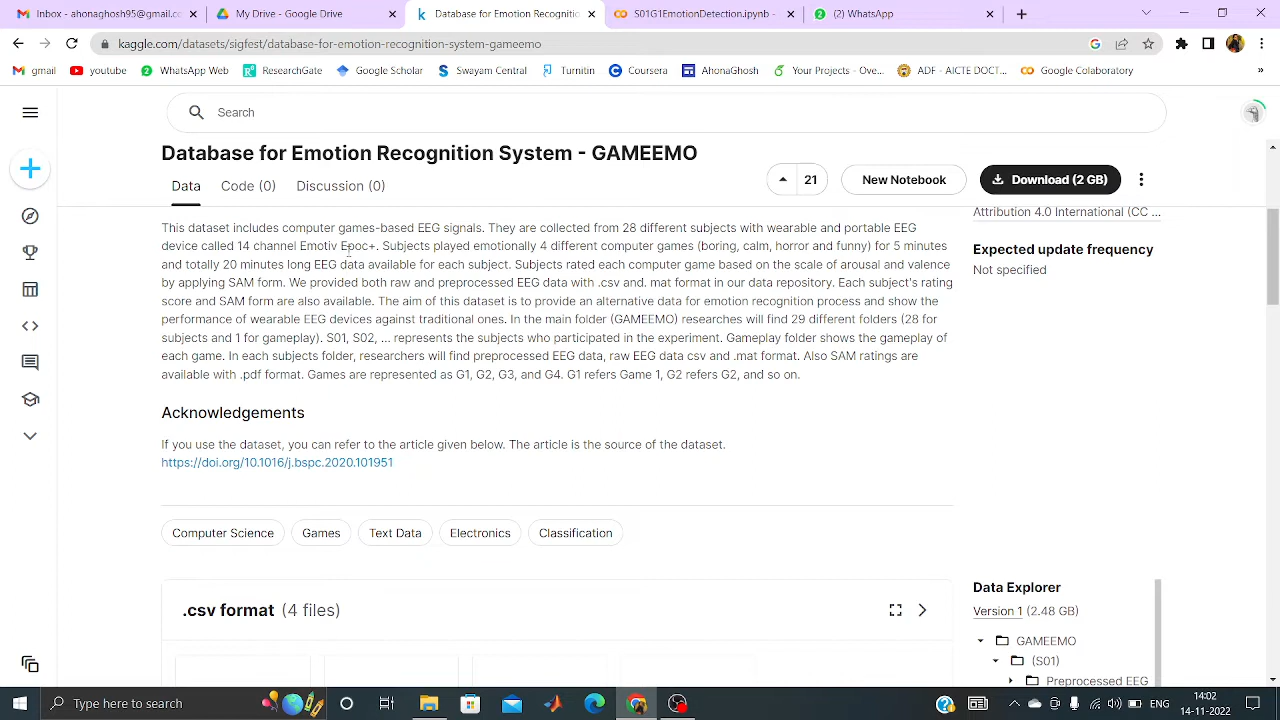 Inbox - ahonaghosh95@gmail.co
My Drive - Google Drive
Database for Emotion Recognition
S01G1EmotionDetection.ipynb -
(2) WhatsApp
kaggle.com/datasets/sigfest/database-for-emotion-recognition-system-gameemo
gmail
youtube
WhatsApp Web
Google Scholar
Mayyam Portal
Turnitin
Coursera
AhonaGhosh
Your Projects - Ove...
ADF - AICTE DOCT...
Google Colaboratory
»
Search
Database for Emotion Recognition System - GAMEEMO
Data
Code (0)
Discussion (0)
21
New Notebook
Download (2 GB)
This dataset includes computer games-based EEG signals. They are collected from 28 different subjects with wearable and portable EEG
device called 14 channel Emotiv Epoc+. Subjects played emotionally 4 different computer games (boring, calm, horror and funny) for 5 minutes
and totally 20 minutes long EEG data available for each subject. Subjects rated each computer game based on the scale of arousal and valence
by applying SAM form. We provided both raw and preprocessed EEG data with .csv and. mat format in our data repository. Each subject's rating
score and SAM form are also available. The aim of this dataset is to provide an alternative data for emotion recognition process and show the
performance of wearable EEG devices against traditional ones. In the main folder (GAMEEMO) researches will find 29 different folders (28 for
subjects and 1 for gameplay). S01, S02, ... represents the subjects who participated in the experiment. Gameplay folder shows the gameplay of
each game. In each subjects folder, researchers will find preprocessed EEG data, raw EEG data csv and .mat format. Also SAM ratings are
available with .pdf format. Games are represented as G1, G2, G3, and G4. G1 refers Game 1, G2 refers G2, and so on.
Attribution 4.0 International (CC ...
Expected update frequency
Not specified
Acknowledgements
If you use the dataset, you can refer to the article given below. The article is the source of the dataset.
https://doi.org/10.1016/j.bspc.2020.101951
Computer Science
Games
Text Data
Electronics
Classification
.csv format (4 files)
Data Explorer
Version 1 (2.48 GB)
GAMEEMO
(S01)
Preprocessed EEG
Type here to search
ENG
14:02
14-11-2022